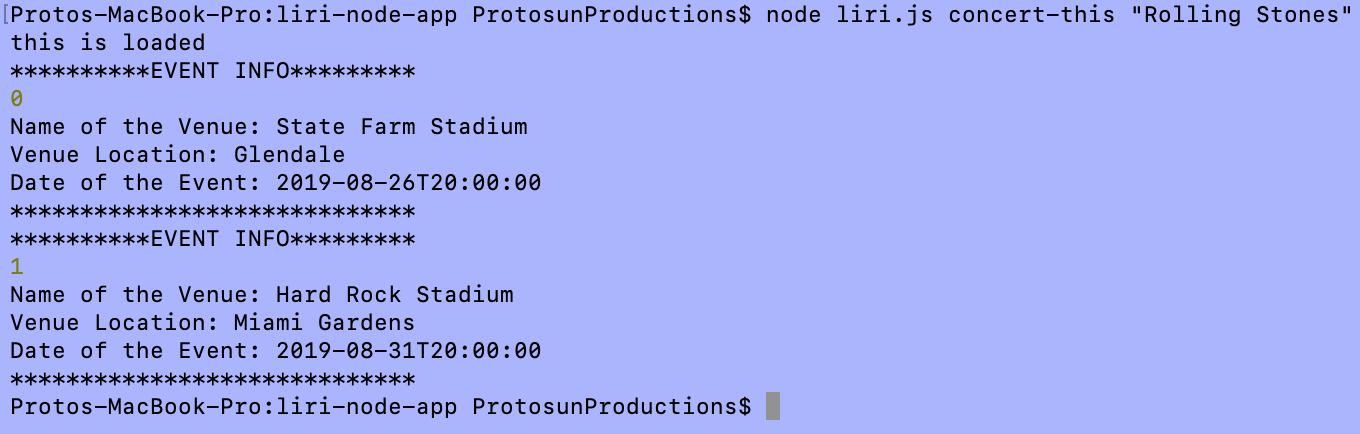 [Protos-MacBook-Pro:liri-node-app ProtosunProductions$ node liri.js concert-this "Rolling Stones"
this is loaded
**********EVENT INFO*********
0
Name of the Venue: State Farm Stadium
Venue Location: Glendale
Date of the Event: 2019-08-26T20:00:00
*****************************
**********EVENT INFO*********
1
Name of the Venue: Hard Rock Stadium
Venue Location: Miami Gardens
Date of the Event: 2019-08-31T20:00:00
*****************************
Protos-MacBook-Pro:liri-node-app ProtosunProductions$